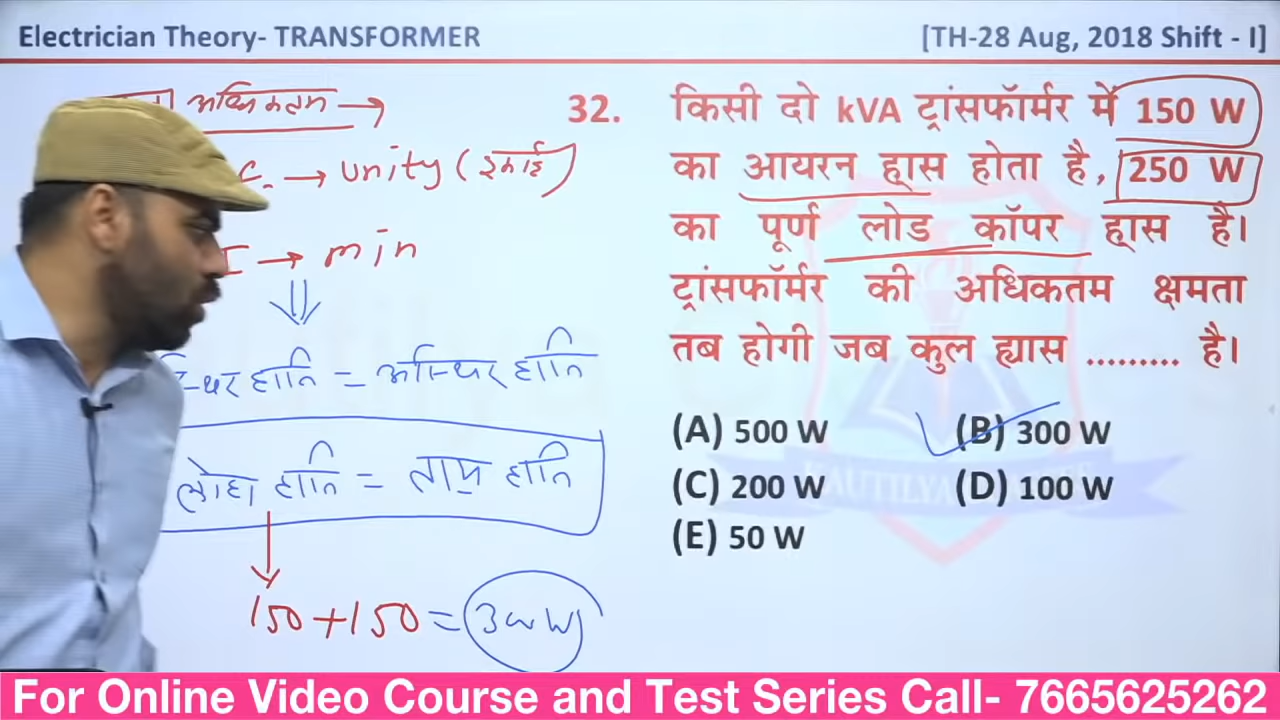 Electrician Theory- TRANSFORMER
[TH-28 Aug, 2018 Shift - I]
अधिकतम →
→ unity (इकाई)
I → min
हानि = अस्थिर हानि
लोहा हानि = ताम्र हानि
150 + 150 = 300 W
32. किसी दो kVA ट्रांसफॉर्मर में 150 W
का आयरन ह्रास होता है, 250 W
का पूर्ण लोड कॉपर ह्रास है।
ट्रांसफॉर्मर की अधिकतम क्षमता
तब होगी जब कुल ह्यास ......... है।
(A) 500 W (B) 300 W
(C) 200 W (D) 100 W
(E) 50 W
For Online Video Course and Test Series Call- 7665625262